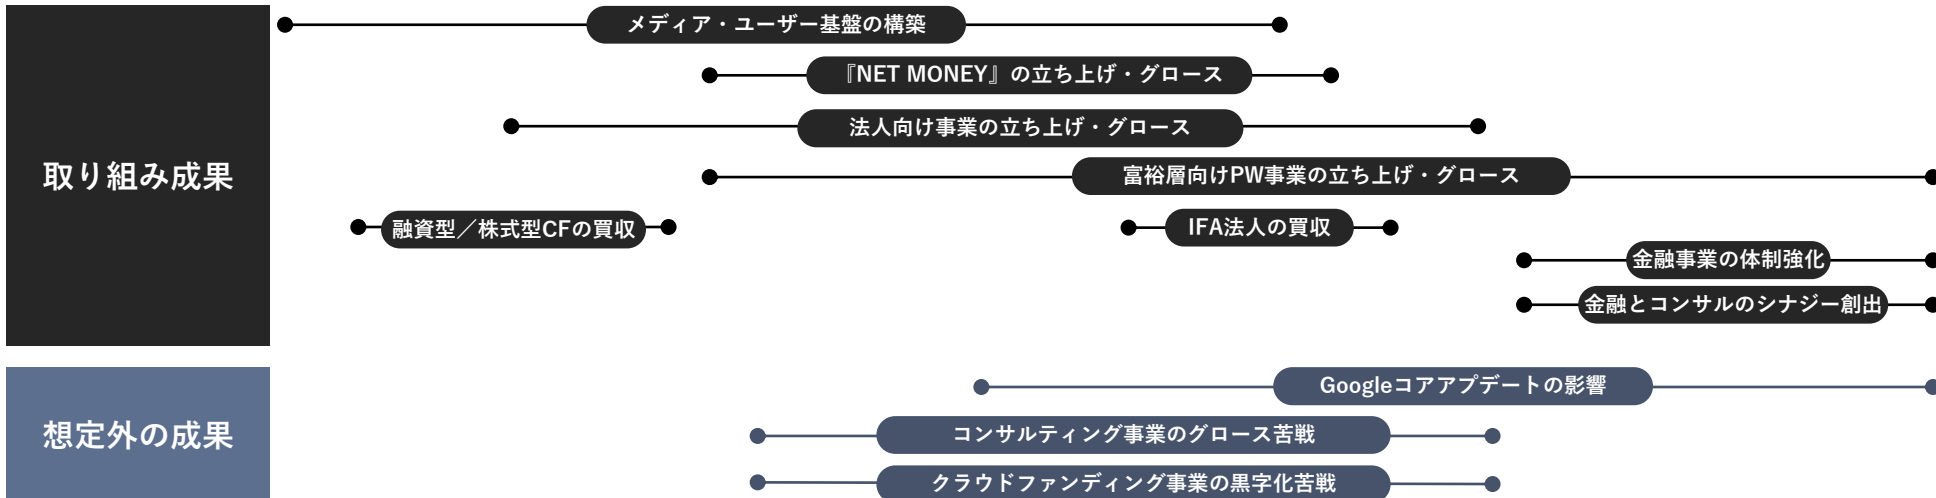 取り組み成果
メディア・ユーザー基盤の構築
『NET MONEY』の立ち上げ・グロース
法人向け事業の立ち上げ・グロース
富裕層向けPW事業の立ち上げ・グロース
融資型／株式型CFの買収
IFA法人の買収
金融事業の体制強化
金融とコンサルのシナジー創出
想定外の成果
Googleコアアプデートの影響
コンサルティング事業のグロース苦戦
クラウドファンディング事業の黒字化苦戦